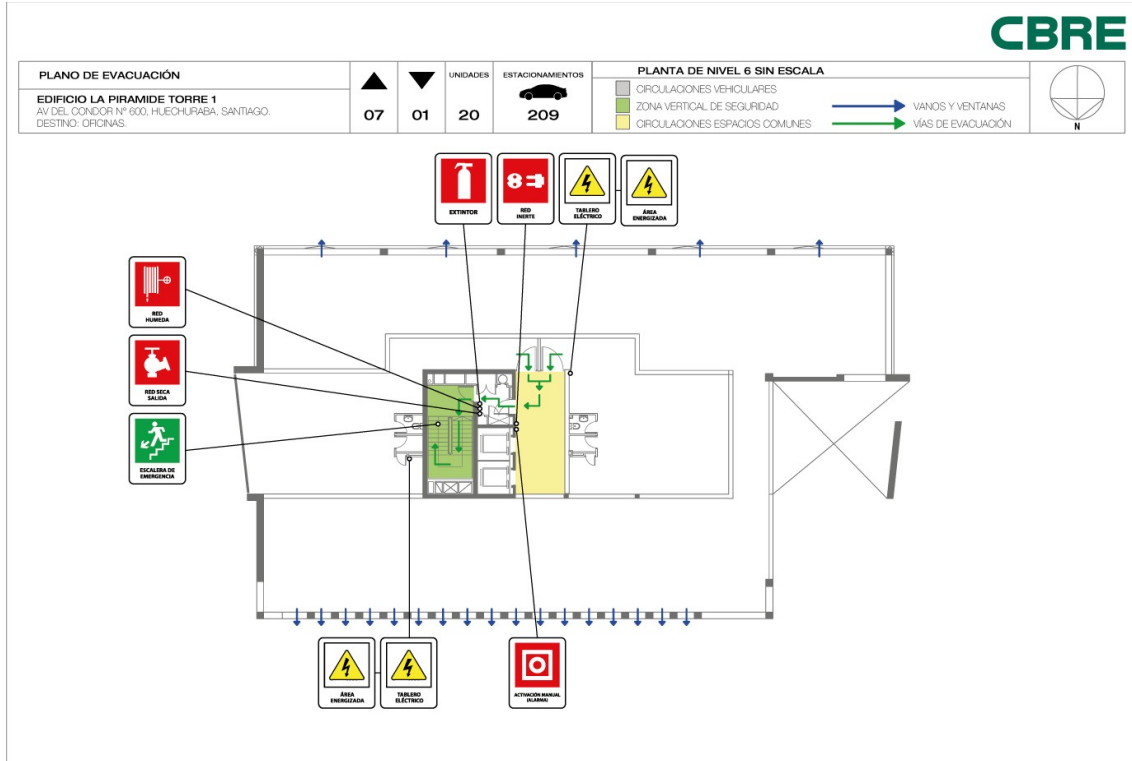 CBRE
PLANO DE EVACUACIÓN
EDIFICIO LA PIRAMIDE TORRE 1
AV DEL CONDOR Nº 600, HUECHURABA, SANTIAGO.
DESTINO: OFICINAS.
07
01
UNIDADES
20
ESTACIONAMIENTOS
209
PLANTA DE NIVEL 6 SIN ESCALA
CIRCULACIONES VEHICULARES
ZONA VERTICAL DE SEGURIDAD
CIRCULACIONES ESPACIOS COMUNES
VANOS Y VENTANAS
VÍAS DE EVACUACIÓN
N
EXTINTOR
8
RED
INERTE
TABLERO
ELÉCTRICO
ÁREA
ENERGIZADA
RED
HUMEDA
RED SECA
SALIDA
ESCALERA DE
EMERGENCIA
ÁREA
ENERGIZADA
TABLERO
ELÉCTRICO
ACTIVACIÓN MANUAL
(ALARMA)